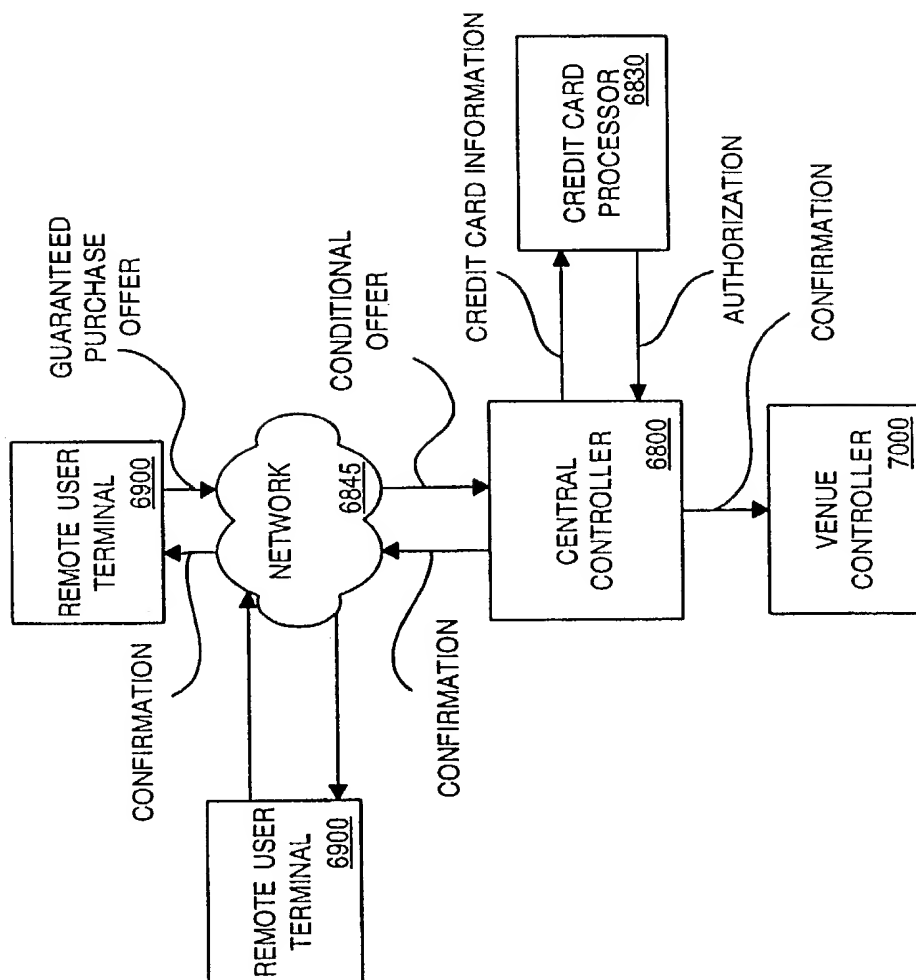 REMOTE USER
TERMINAL
6900
GUARANTEED
PURCHASE
OFFER
CONFIRMATION
NETWORK
6845
REMOTE USER
TERMINAL
6900
CONDITIONAL
OFFER
CONFIRMATION
CENTRAL
CONTROLLER
6800
CREDIT CARD INFORMATION
CREDIT CARD
PROCESSOR
6830
AUTHORIZATION
CONFIRMATION
VENUE
CONTROLLER
7000